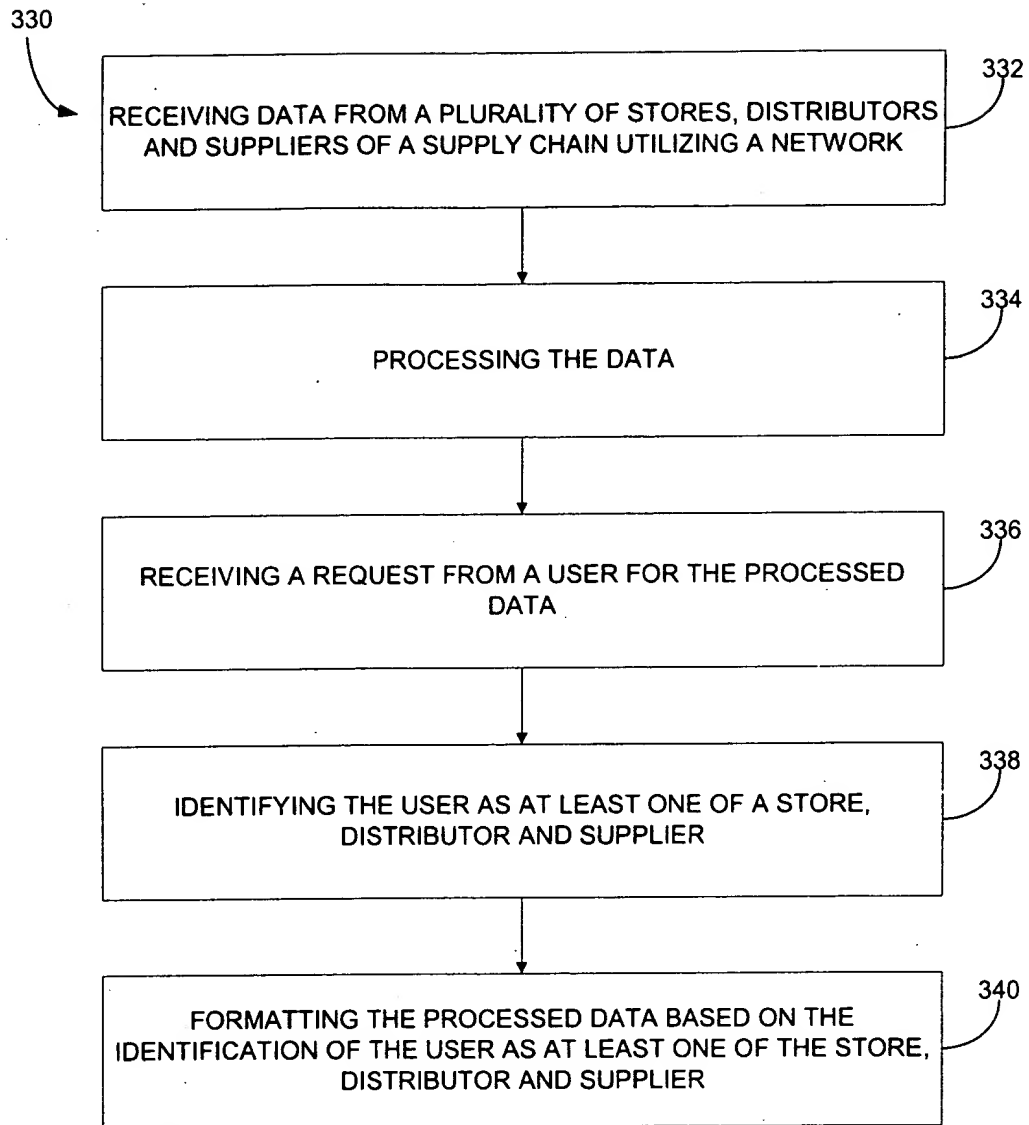 330
332
RECEIVING DATA FROM A PLURALITY OF STORES, DISTRIBUTORS
AND SUPPLIERS OF A SUPPLY CHAIN UTILIZING A NETWORK
334
PROCESSING THE DATA
336
RECEIVING A REQUEST FROM A USER FOR THE PROCESSED
DATA
338
IDENTIFYING THE USER AS AT LEAST ONE OF A STORE,
DISTRIBUTOR AND SUPPLIER
340
FORMATTING THE PROCESSED DATA BASED ON THE
IDENTIFICATION OF THE USER AS AT LEAST ONE OF THE STORE,
DISTRIBUTOR AND SUPPLIER